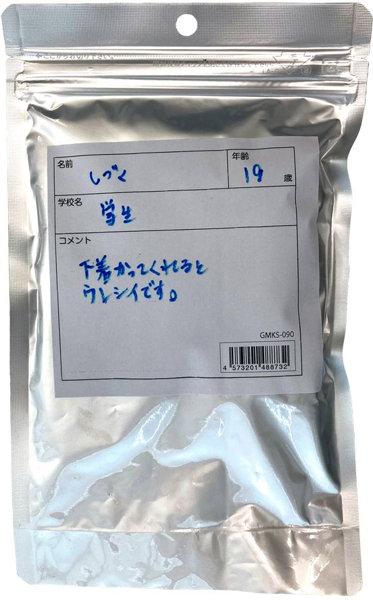 名前
しづく
年齢
19 歳
学校名
学生
コメント
下着かってくれると
ウレシイです。
GMKS-090
4 573201 488732